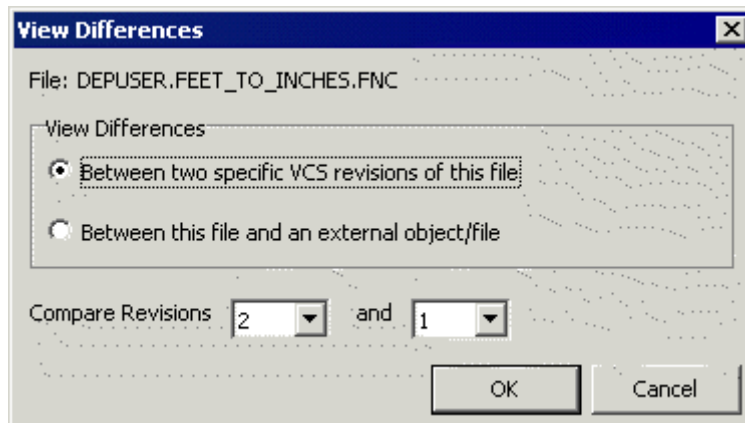 View Differences
File: DEPUSER.FEET_TO_INCHES.FNC
View Differences
Between two specific VCS revisions of this file
Between this file and an external object/file
Compare Revisions 2 and 1
OK Cancel